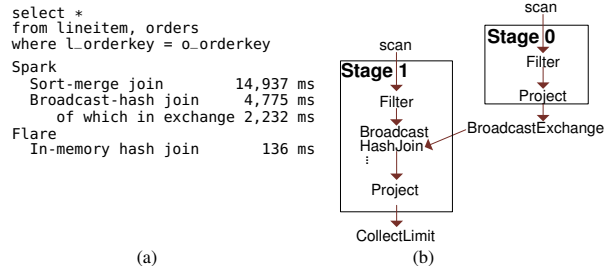 select *
from lineitem, orders
where l_orderkey = o_orderkey
Spark
Sort-merge join 14,937 ms
Broadcast-hash join 4,775 ms
of which in exchange 2,232 ms
Flare
In-memory hash join 136 ms
(a)
scan
Stage 0
Filter
Project
BroadcastExchange
scan
Stage 1
Filter
Broadcast
HashJoin
...
Project
CollectLimit
(b)